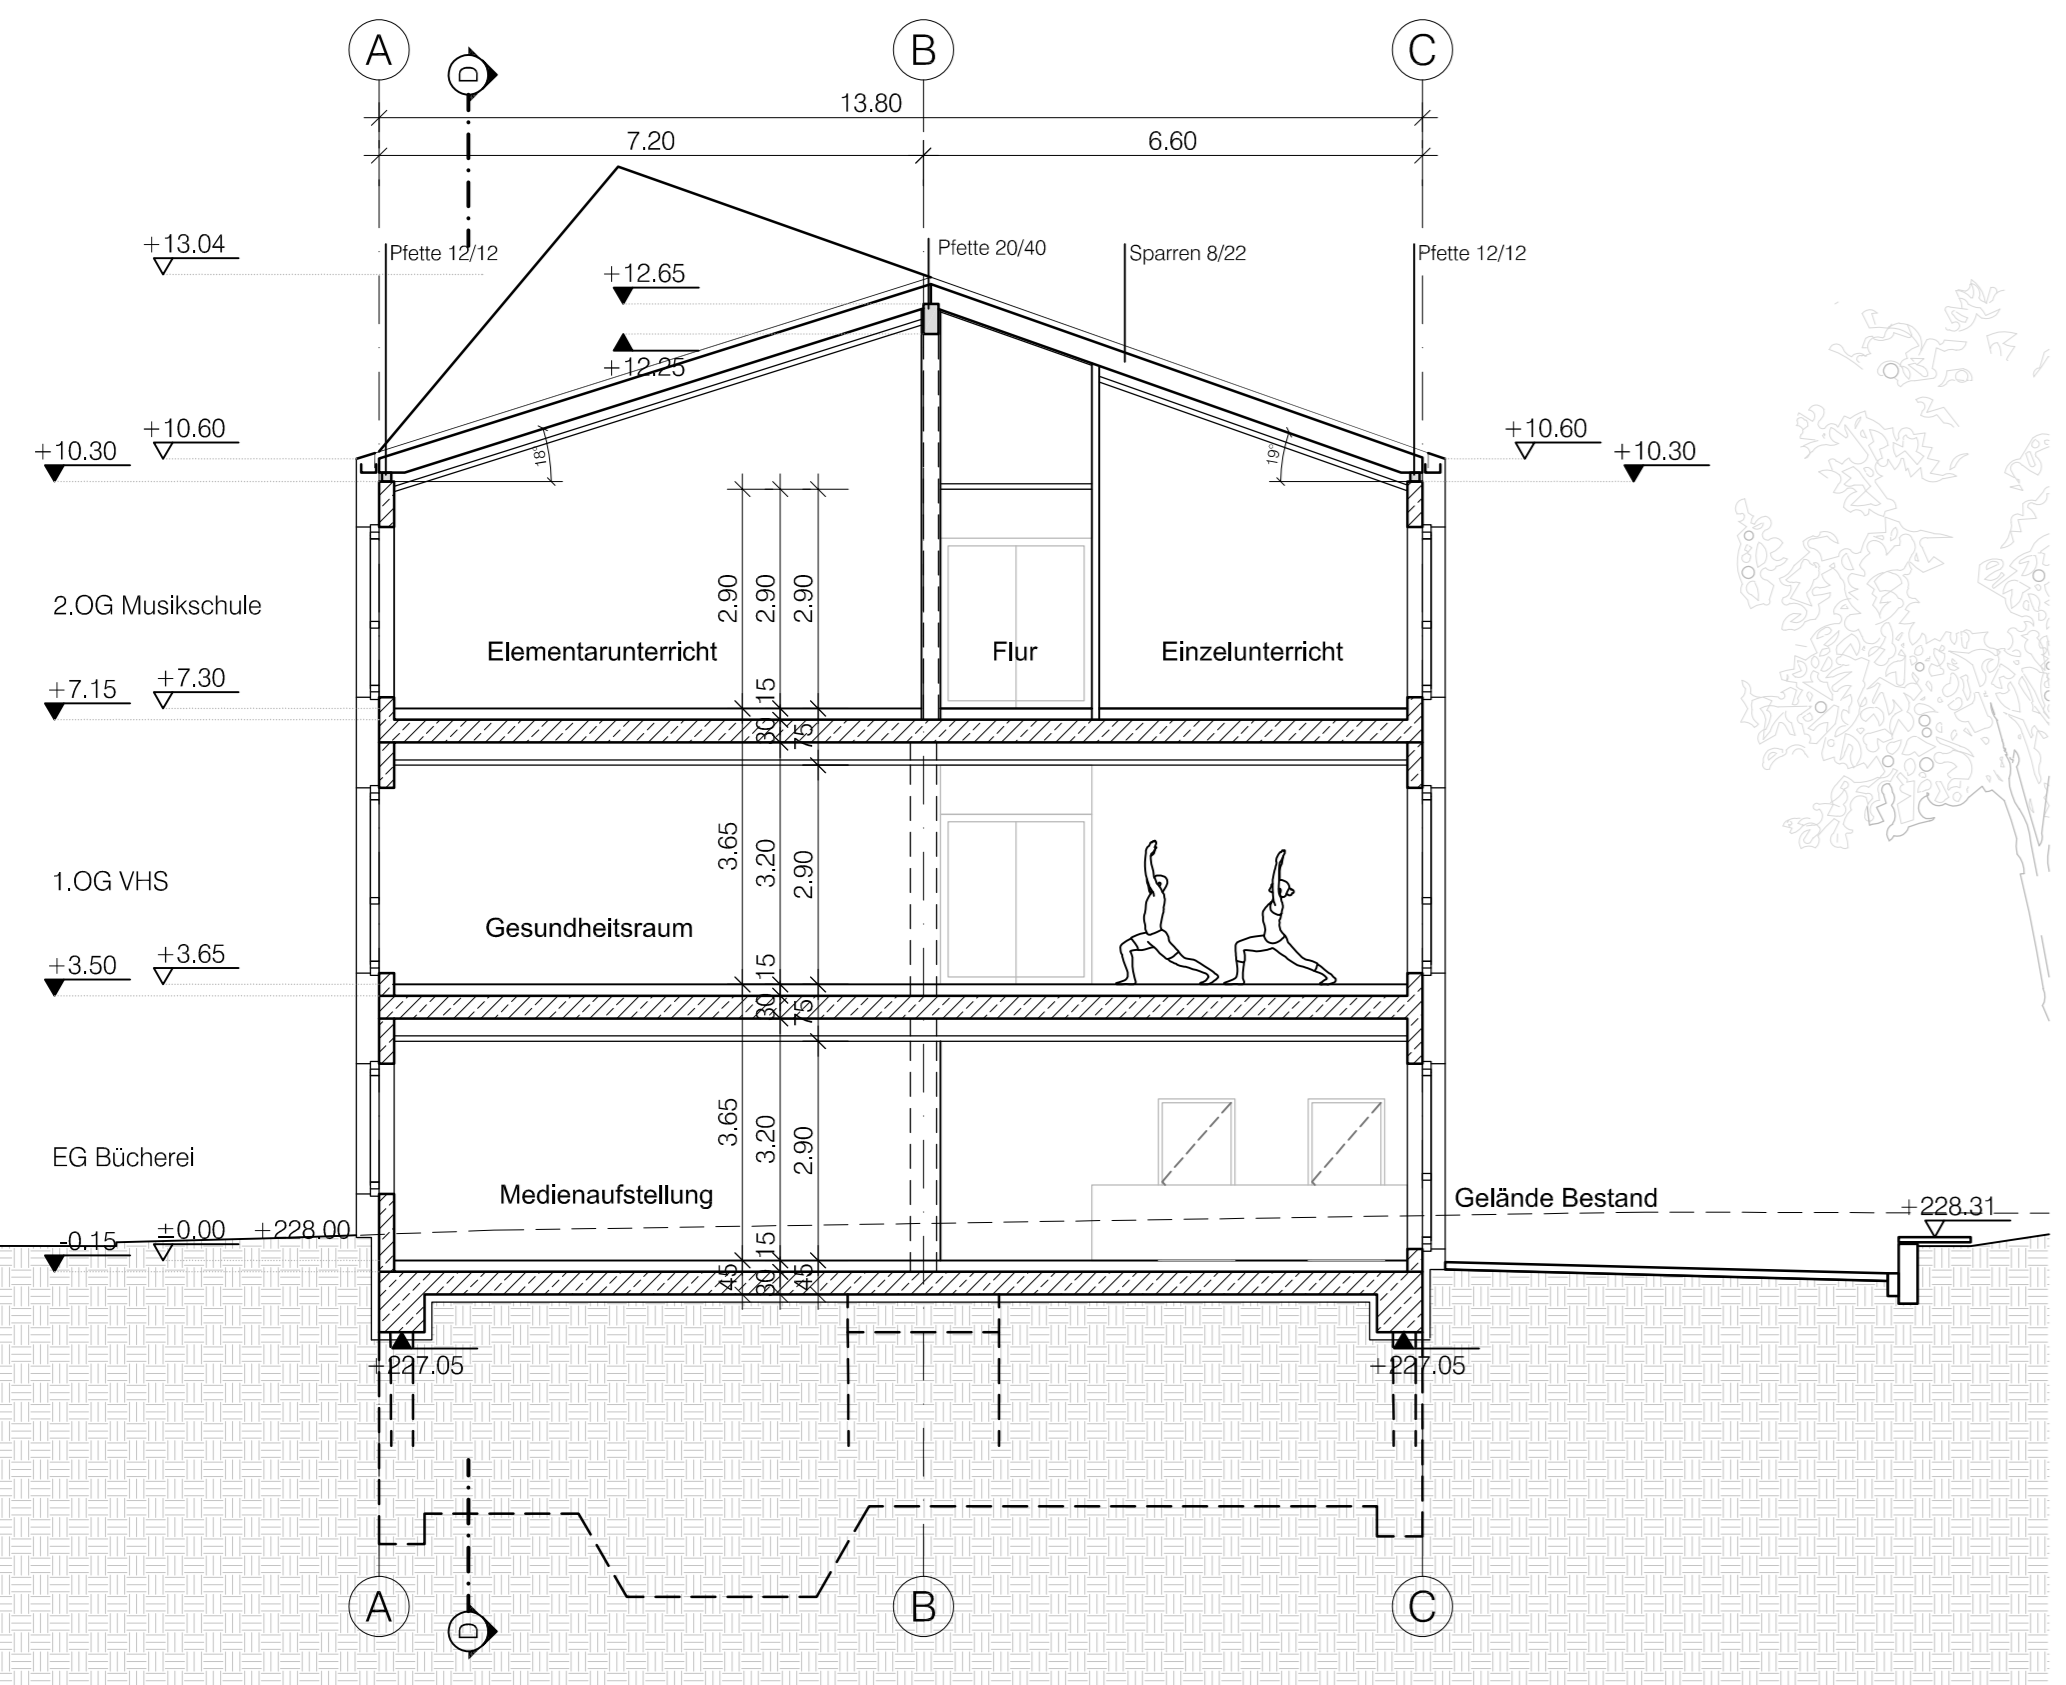 A
B
C
D
13.80
7.20
6.60
+13.04
Pfette 12/12
Pfette 20/40
Sparren 8/22
Pfette 12/12
+12.65
+12.25
+10.60
+10.30
18°
19°
+10.60
+10.30
2.90
2.90
2.90
2.OG Musikschule
Elementarunterricht
Flur
Einzelunterricht
+7.15
+7.30
15
30
75
3.65
3.20
2.90
1.OG VHS
Gesundheitsraum
+3.50
+3.65
15
30
75
3.65
3.20
2.90
EG Bücherei
Medienaufstellung
Gelände Bestand
+228.31
-0.15
±0.00
+228.00
15
45
30
45
+227.05
+227.05
A
B
C
D